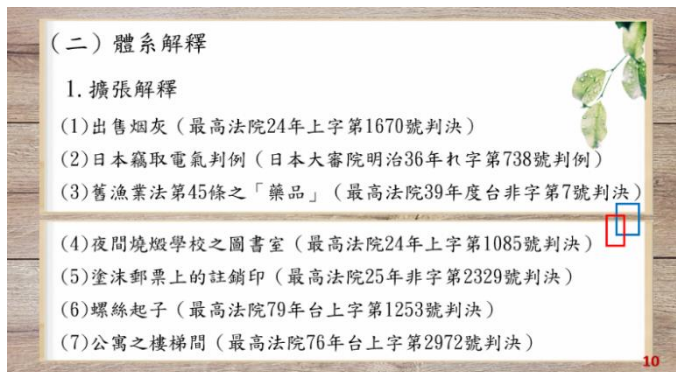 （二）體系解釋
1.擴張解釋
(1)出售烟灰（最高法院24年上字第1670號判決）
(2)日本竊取電氣判例（日本大審院明治36年れ字第738號判例）
(3)舊漁業法第45條之「藥品」（最高法院39年度台非字第7號判決）
(4)夜間燒燬學校之圖書室（最高法院24年上字第1085號判決）
(5)塗沫郵票上的註銷印（最高法院25年非字第2329號判決）
(6)螺絲起子（最高法院79年台上字第1253號判決）
(7)公寓之樓梯間（最高法院76年台上字第2972號判決）
10